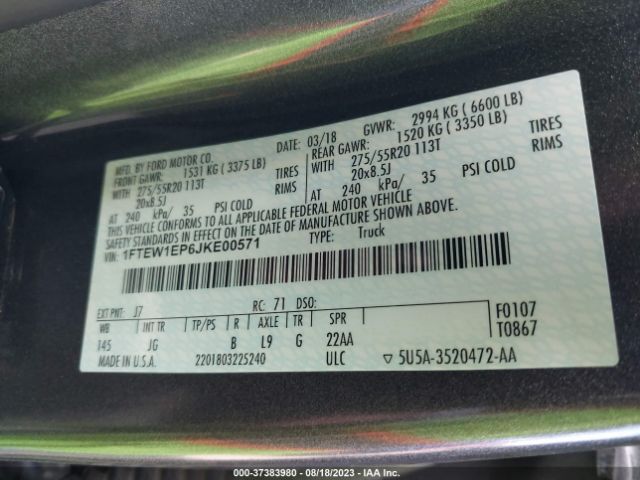 MFD. BY FORD MOTOR CO.
DATE: 03/18 GVWR: 2994 KG ( 6600 LB)
FRONT GAWR: 1531 KG ( 3375 LB) REAR GAWR: 1520 KG ( 3350 LB)
WITH 275/55R20 113T TIRES WITH 275/55R20 113T TIRES
20x8.5J RIMS 20x8.5J RIMS
AT 240 kPa/ 35 PSI COLD AT 240 kPa/ 35 PSI COLD
THIS VEHICLE CONFORMS TO ALL APPLICABLE FEDERAL MOTOR VEHICLE
SAFETY STANDARDS IN EFFECT ON THE DATE OF MANUFACTURE SHOWN ABOVE.
VIN: 1FTEW1EP6JKE00571 TYPE: Truck
EXT PNT: J7 RC: 71 DSO: F0107
WB INT TR TP/PS R AXLE TR SPR T0867
145 JG B L9 G 22AA
MADE IN U.S.A. 2201803225240 ULC ▽ 5U5A-3520472-AA
000-37383980 - 08/18/2023 - IAA Inc.